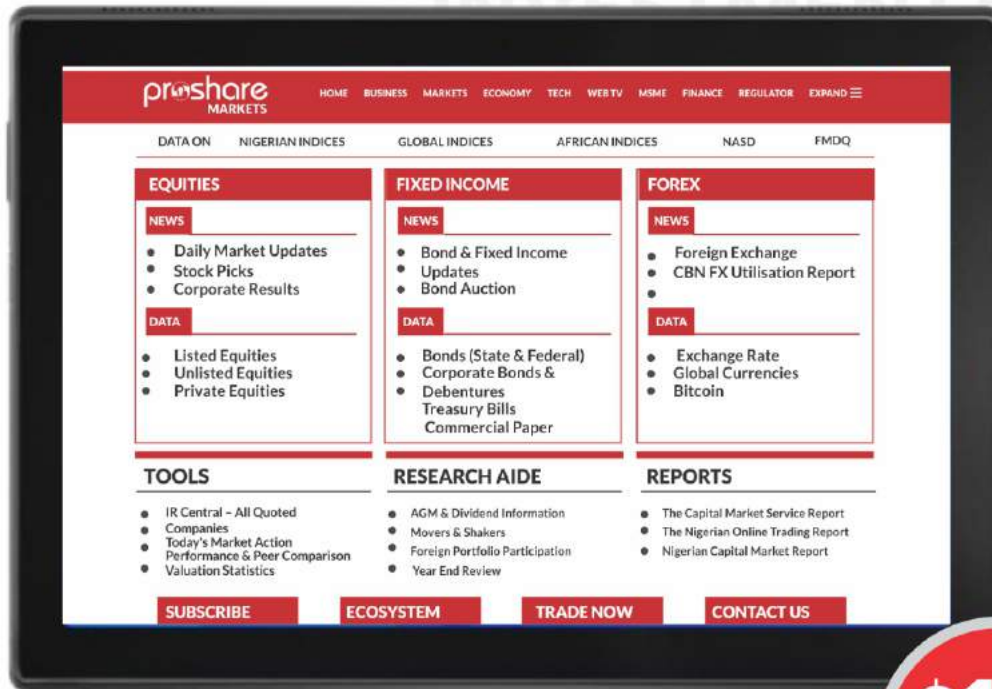 proshare
MARKETS
HOME BUSINESS MARKETS ECONOMY TECH WEBTV MSME FINANCE REGULATOR EXPAND
DATA ON NIGERIAN INDICES GLOBAL INDICES AFRICAN INDICES NASD FMDQ
EQUITIES
NEWS
Daily Market Updates
Stock Picks
Corporate Results
DATA
Listed Equities
Unlisted Equities
Private Equities
FIXED INCOME
NEWS
Bond & Fixed Income
Updates
Bond Auction
DATA
Bonds (State & Federal)
Corporate Bonds &
Debentures
Treasury Bills
Commercial Paper
FOREX
NEWS
Foreign Exchange
CBN FX Utilisation Report
DATA
Exchange Rate
Global Currencies
Bitcoin
TOOLS
IR Central – All Quoted
Companies
Today's Market Action
Performance & Peer Comparison
Valuation Statistics
RESEARCH AIDE
AGM & Dividend Information
Movers & Shakers
Foreign Portfolio Participation
Year End Review
REPORTS
The Capital Market Service Report
The Nigerian Online Trading Report
Nigerian Capital Market Report
SUBSCRIBE ECOSYSTEM TRADE NOW CONTACT US